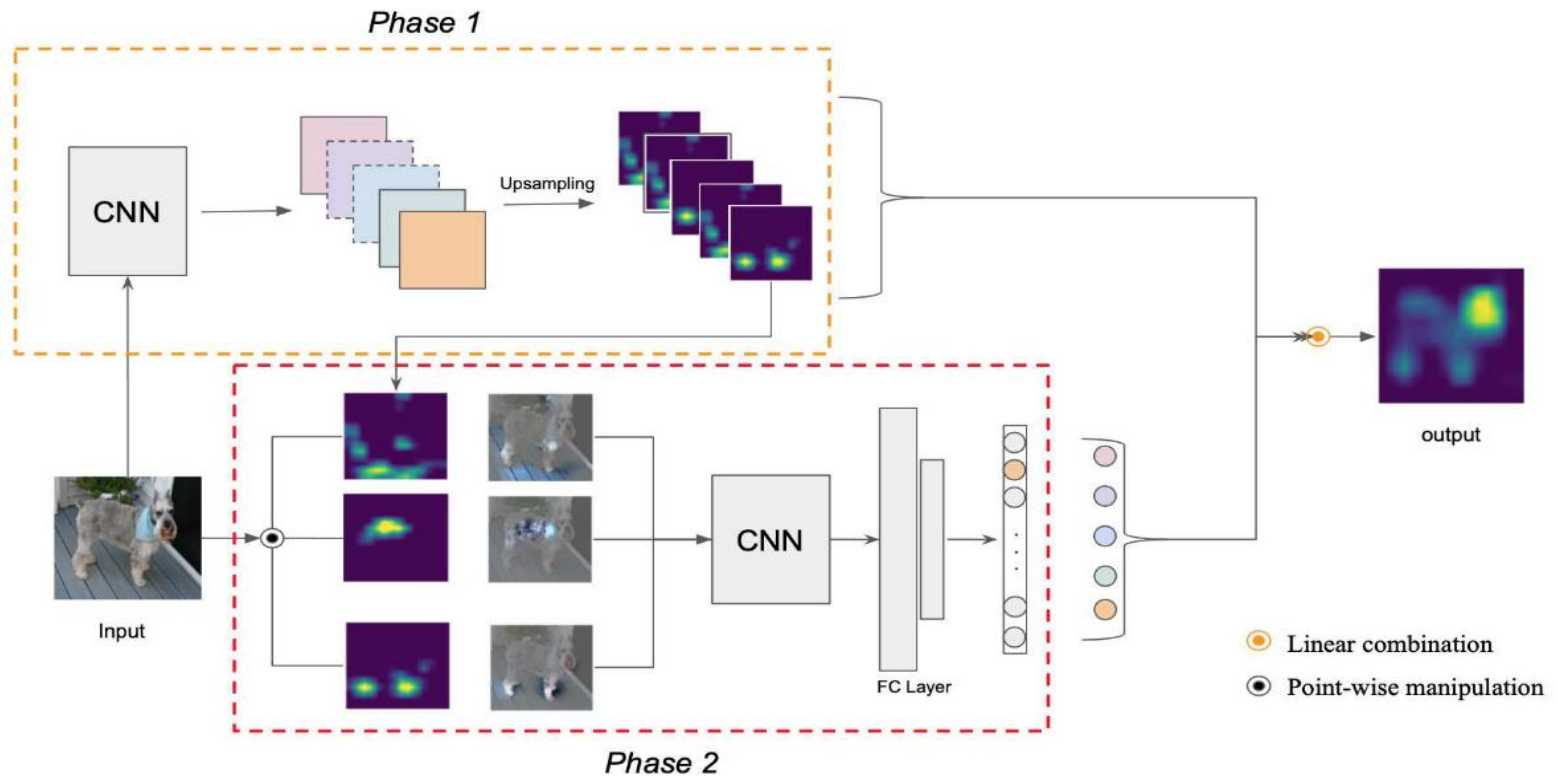 Phase 1
CNN
Upsampling
output
Input
CNN
FC Layer
Linear combination
Point-wise manipulation
Phase 2